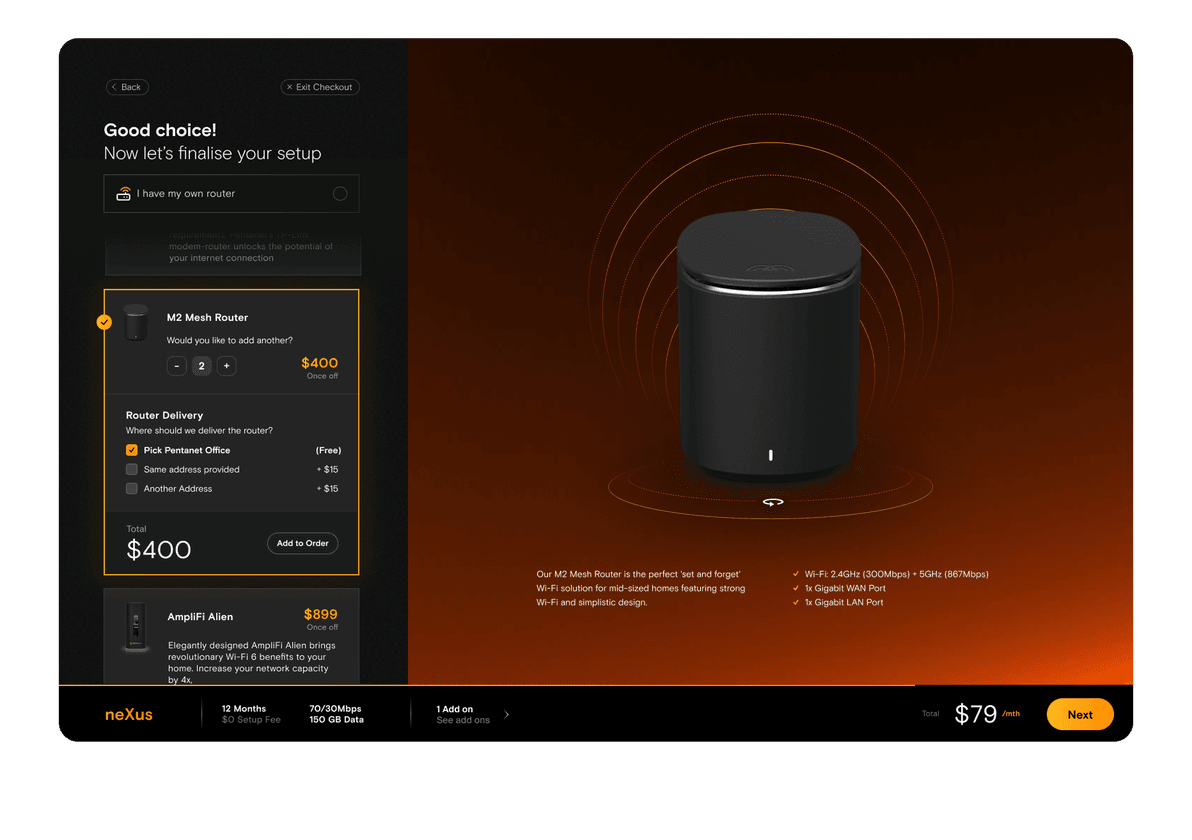 Back
Exit Checkout
Good choice!
Now let's finalise your setup
I have my own router
modem-router unlocks the potential of
your internet connection
M2 Mesh Router
Would you like to add another?
- 2 +
$400
Once off
Router Delivery
Where should we deliver the router?
Pick Pentanet Office (Free)
Same address provided + $15
Another Address + $15
Total
$400
Add to Order
AmpliFi Alien
$899
Once off
Elegantly designed AmpliFi Alien brings
revolutionary Wi-Fi 6 benefits to your
home. Increase your network capacity
by 4x,
Our M2 Mesh Router is the perfect 'set and forget'
Wi-Fi solution for mid-sized homes featuring strong
Wi-Fi and simplistic design.
Wi-Fi: 2.4GHz (300Mbps) + 5GHz (867Mbps)
1x Gigabit WAN Port
1x Gigabit LAN Port
neXus
12 Months
$0 Setup Fee
70/30Mbps
150 GB Data
1 Add on
See add ons
Total
$79 /mth
Next